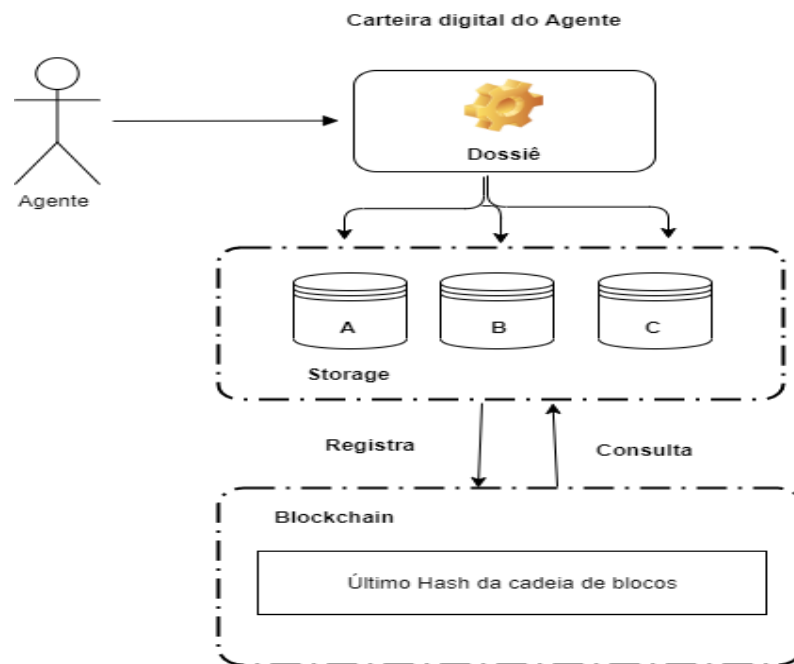 Carteira digital do Agente
Dossiê
Agente
A
B
C
Storage
Registra
Consulta
Blockchain
Último Hash da cadeia de blocos